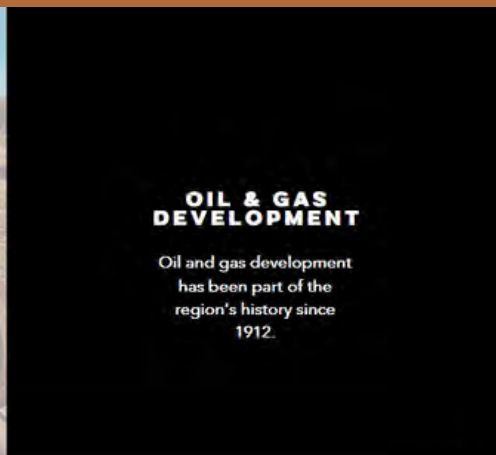 OIL & GAS
DEVELOPMENT
Oil and gas development
has been part of the
region's history since
1912.